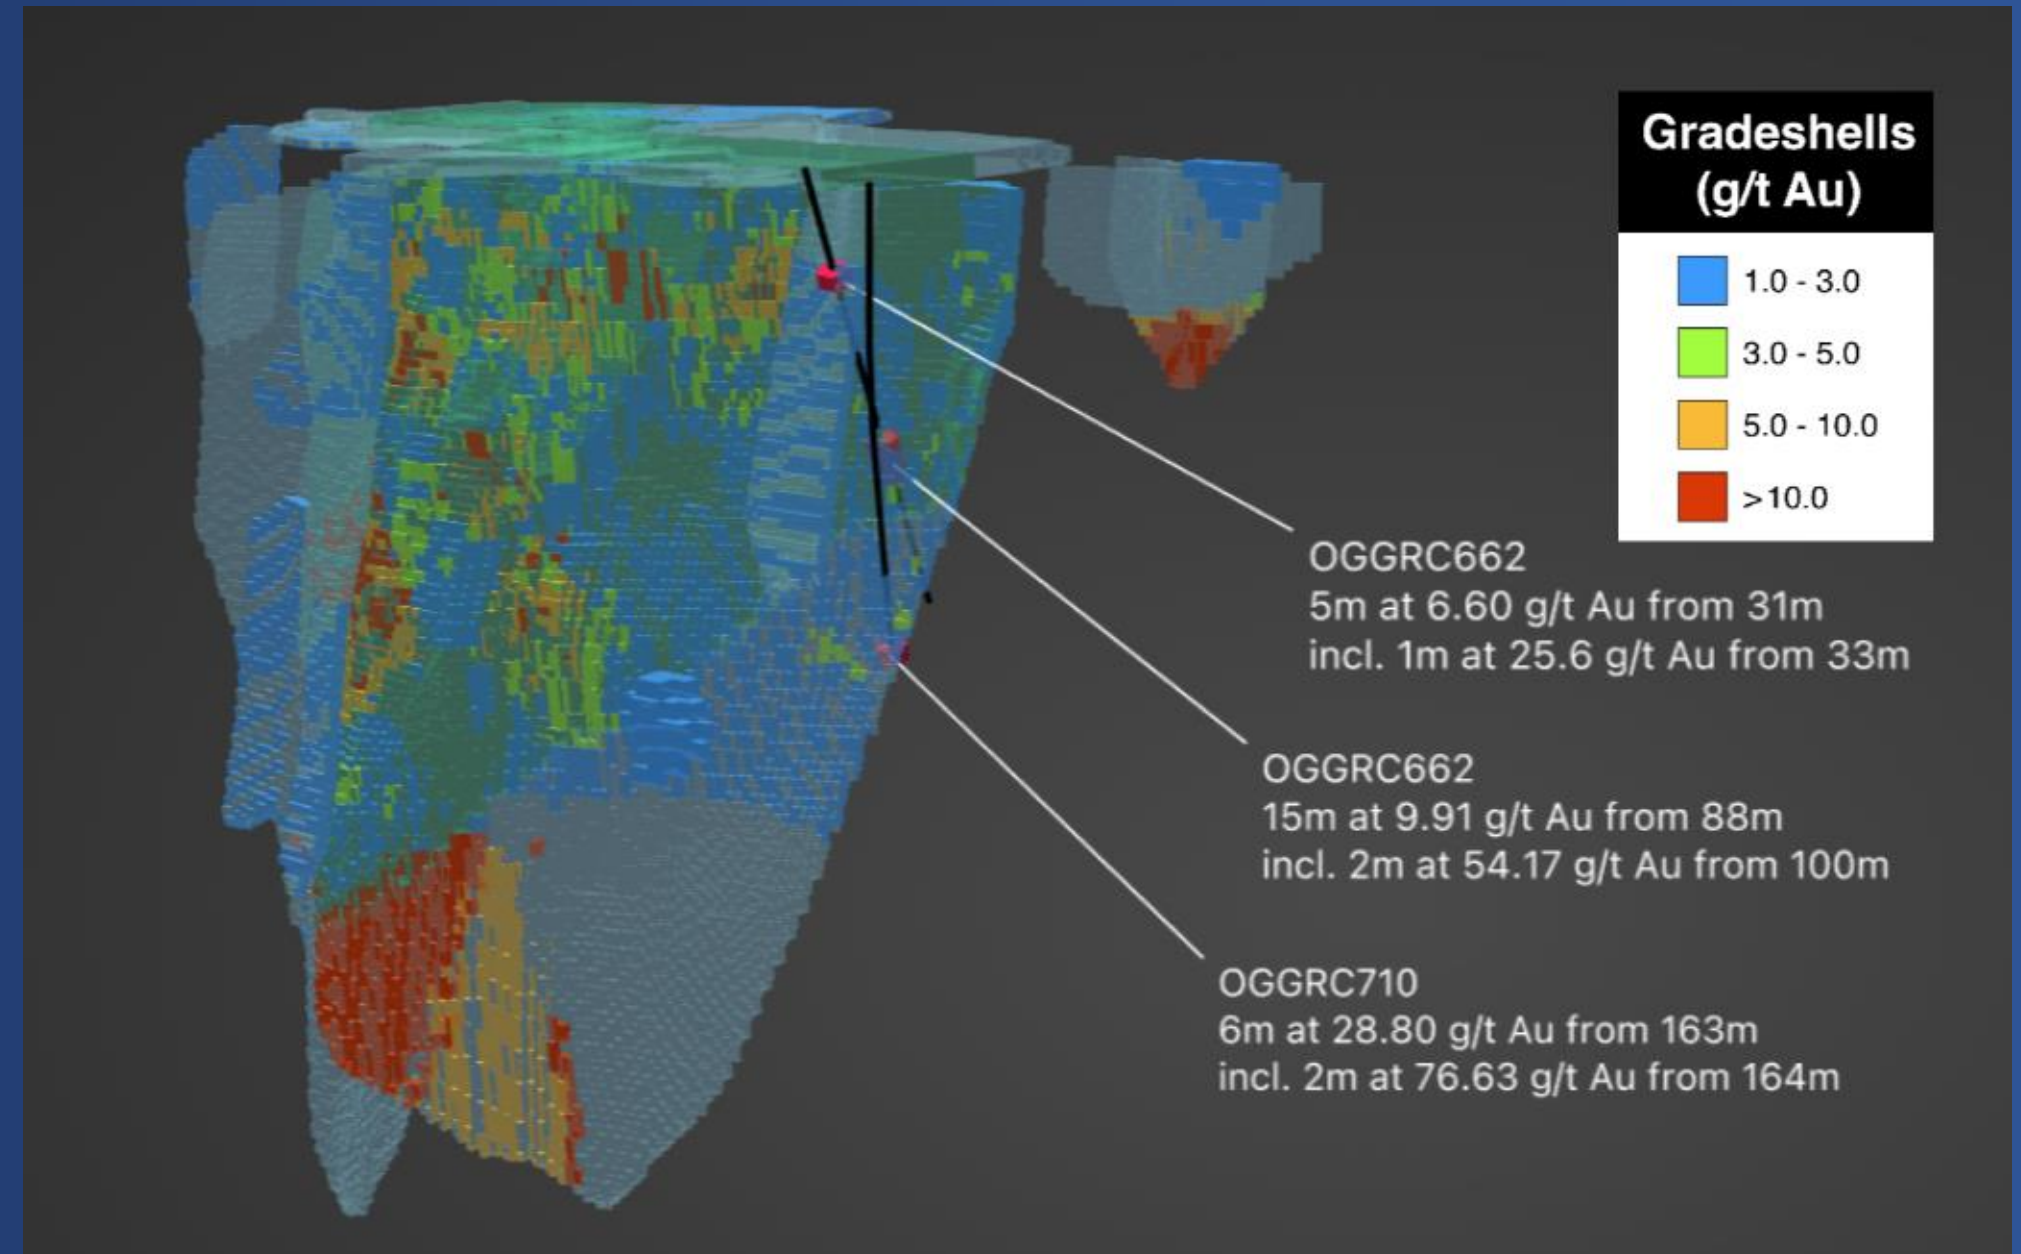 Gradeshells
(g/t Au)
1.0 - 3.0
3.0 - 5.0
5.0 - 10.0
>10.0
OGGRC662
5m at 6.60 g/t Au from 31m
incl. 1m at 25.6 g/t Au from 33m
OGGRC662
15m at 9.91 g/t Au from 88m
incl. 2m at 54.17 g/t Au from 100m
OGGRC710
6m at 28.80 g/t Au from 163m
incl. 2m at 76.63 g/t Au from 164m